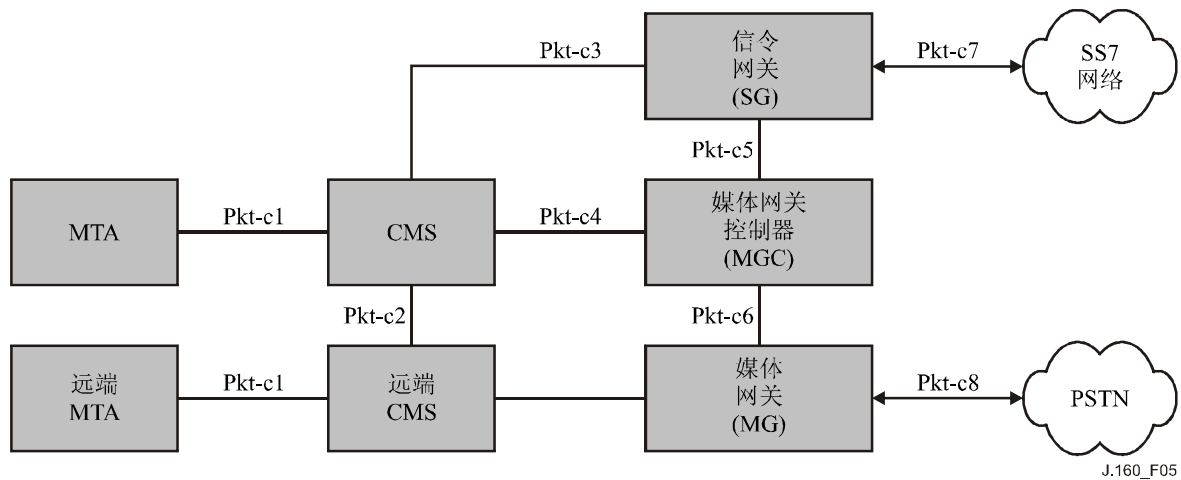 Pkt-c3
信令
网关
(SG)
Pkt-c7
SS7
网络
Pkt-c5
MTA
Pkt-c1
CMS
Pkt-c4
媒体网关
控制器
(MGC)
Pkt-c2
Pkt-c6
远端
MTA
Pkt-c1
远端
CMS
媒体
网关
(MG)
Pkt-c8
PSTN
J.160_F05